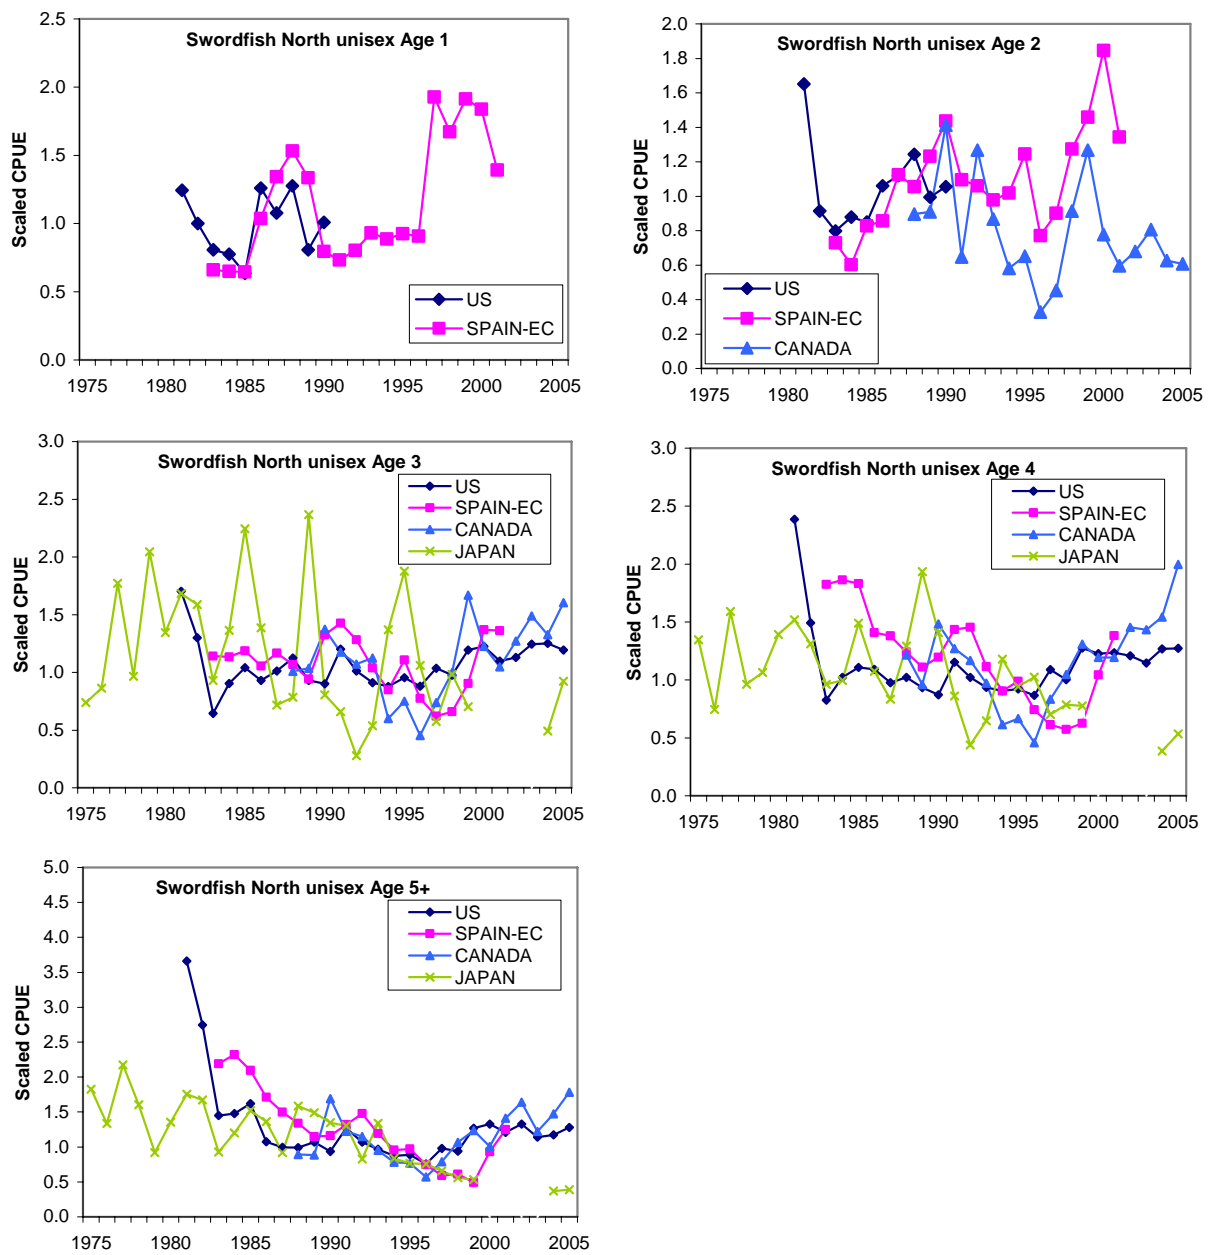 Swordfish North unisex Age 1
Scaled CPUE
2.5
2.0
1.5
1.0
0.5
0.0
US
SPAIN-EC
1975 1980 1985 1990 1995 2000 2005
Swordfish North unisex Age 2
Scaled CPUE
2.0
1.8
1.6
1.4
1.2
1.0
0.8
0.6
0.4
0.2
0.0
US
SPAIN-EC
CANADA
1975 1980 1985 1990 1995 2000 2005
Swordfish North unisex Age 3
Scaled CPUE
3.0
2.5
2.0
1.5
1.0
0.5
0.0
US
SPAIN-EC
CANADA
JAPAN
1975 1980 1985 1990 1995 2000 2005
Swordfish North unisex Age 4
Scaled CPUE
3.0
2.5
2.0
1.5
1.0
0.5
0.0
US
SPAIN-EC
CANADA
JAPAN
1975 1980 1985 1990 1995 2000 2005
Swordfish North unisex Age 5+
Scaled CPUE
5.0
4.5
4.0
3.5
3.0
2.5
2.0
1.5
1.0
0.5
0.0
US
SPAIN-EC
CANADA
JAPAN
1975 1980 1985 1990 1995 2000 2005